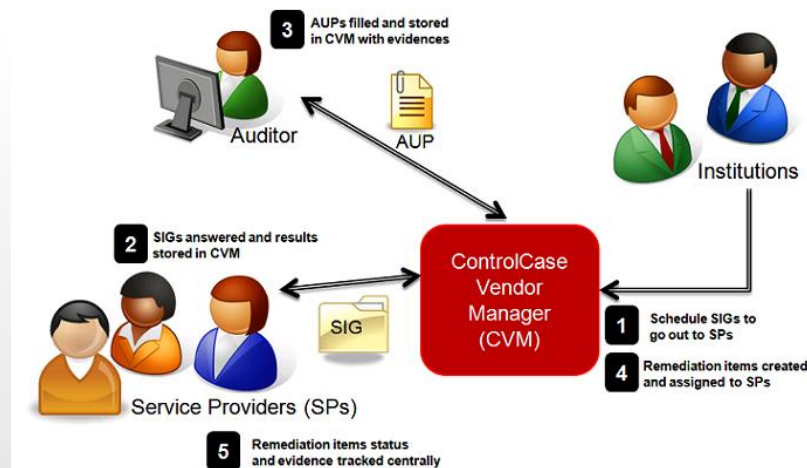 3
AUPs filled and stored
in CVM with evidences
Auditor
AUP
Institutions
2
SIGs answered and results
stored in CVM
SIG
ControlCase
Vendor
Manager
(CVM)
1
Schedule SIGs to
go out to SPs
4
Remediation items created
and assigned to SPs
Service Providers (SPs)
5
Remediation items status
and evidence tracked centrally